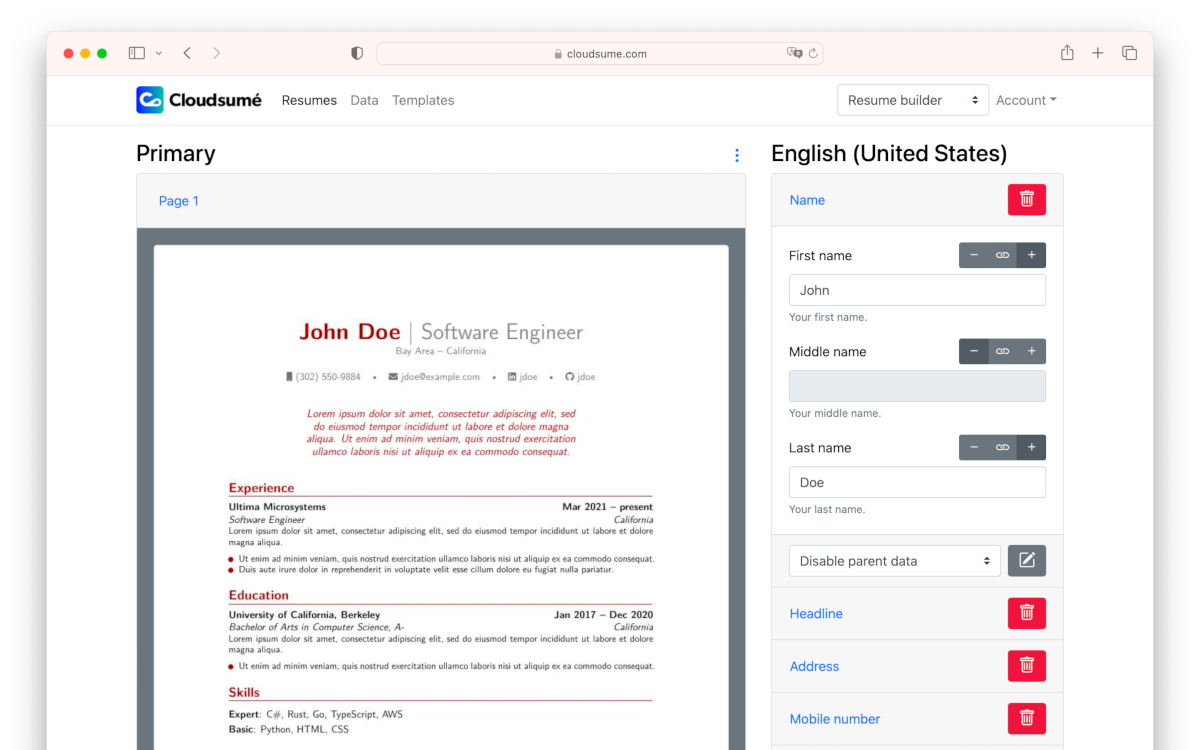 cloudsume.com
Cloudsumé Resumes Data Templates Resume builder Account
Primary
Page 1
John Doe | Software Engineer
Bay Area – California
(302) 550-9884 • jdoe@example.com • jdoe • jdoe
Lorem ipsum dolor sit amet, consectetur adipiscing elit, sed
do eiusmod tempor incididunt ut labore et dolore magna
aliqua. Ut enim ad minim veniam, quis nostrud exercitation
ullamco laboris nisi ut aliquip ex ea commodo consequat.
Experience
Ultima Microsystems Mar 2021 – present
Software Engineer California
Lorem ipsum dolor sit amet, consectetur adipiscing elit, sed do eiusmod tempor incididunt ut labore et dolore
magna aliqua.
• Ut enim ad minim veniam, quis nostrud exercitation ullamco laboris nisi ut aliquip ex ea commodo consequat.
• Duis aute irure dolor in reprehenderit in voluptate velit esse cillum dolore eu fugiat nulla pariatur.
Education
University of California, Berkeley Jan 2017 – Dec 2020
Bachelor of Arts in Computer Science, A- California
Lorem ipsum dolor sit amet, consectetur adipiscing elit, sed do eiusmod tempor incididunt ut labore et dolore
magna aliqua.
• Ut enim ad minim veniam, quis nostrud exercitation ullamco laboris nisi ut aliquip ex ea commodo consequat.
Skills
Expert: C#, Rust, Go, TypeScript, AWS
Basic: Python, HTML, CSS
English (United States)
Name
First name
John
Your first name.
Middle name
Your middle name.
Last name
Doe
Your last name.
Disable parent data
Headline
Address
Mobile number